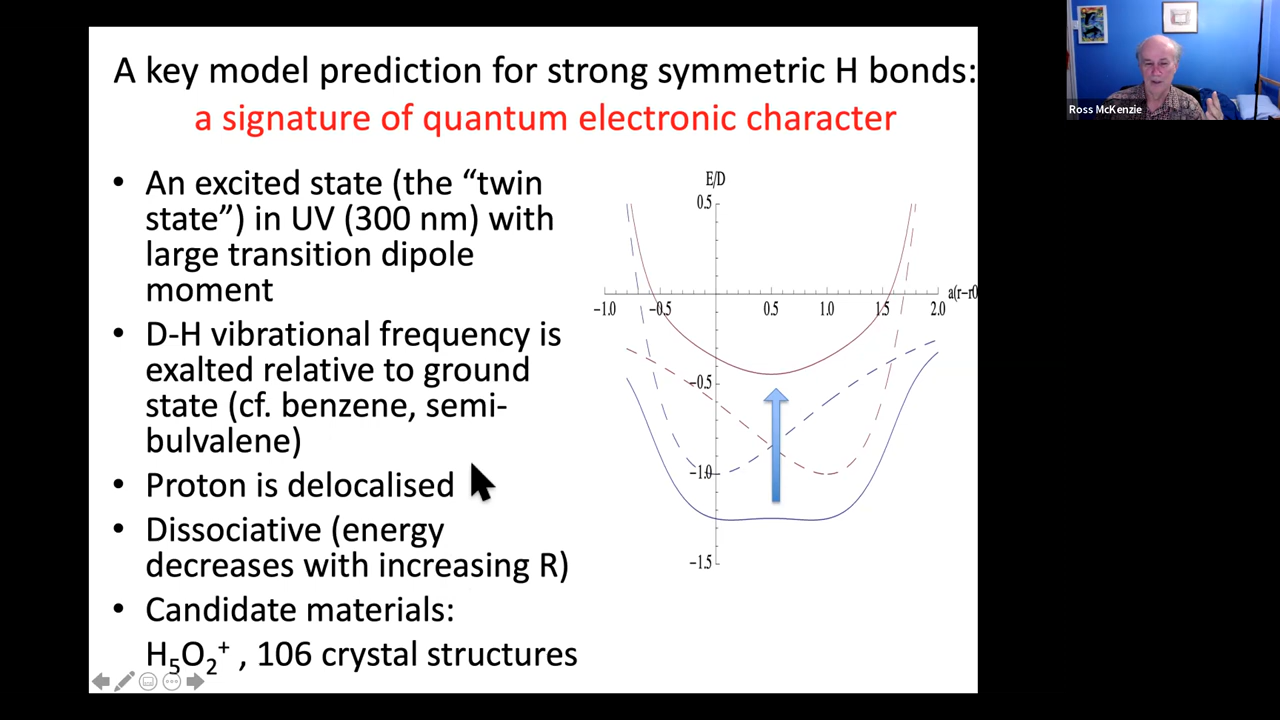 A key model prediction for strong symmetric H bonds:
a signature of quantum electronic character
• An excited state (the “twin
state”) in UV (300 nm) with
large transition dipole
moment
• D-H vibrational frequency is
exalted relative to ground
state (cf. benzene, semi-
bulvalene)
• Proton is delocalised
• Dissociative (energy
decreases with increasing R)
• Candidate materials:
H₅O₂⁺ , 106 crystal structures
E/D
0.5
−1.0
−0.5
0.5
1.0
1.5
2.0
a(r−r0
−0.5
−1.0
−1.5
Ross McKenzie